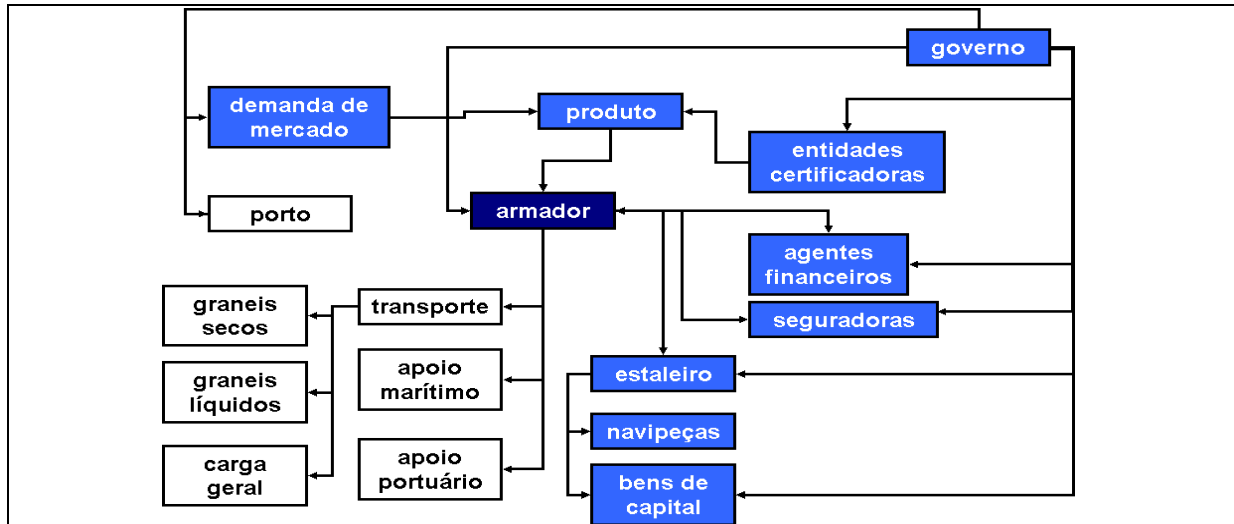 governo
demanda de
mercado
produto
entidades
certificadoras
porto
armador
agentes
financeiros
graneis
secos
transporte
seguradoras
graneis
líquidos
apoio
marítimo
estaleiro
navipeças
carga
geral
apoio
portuário
bens de
capital